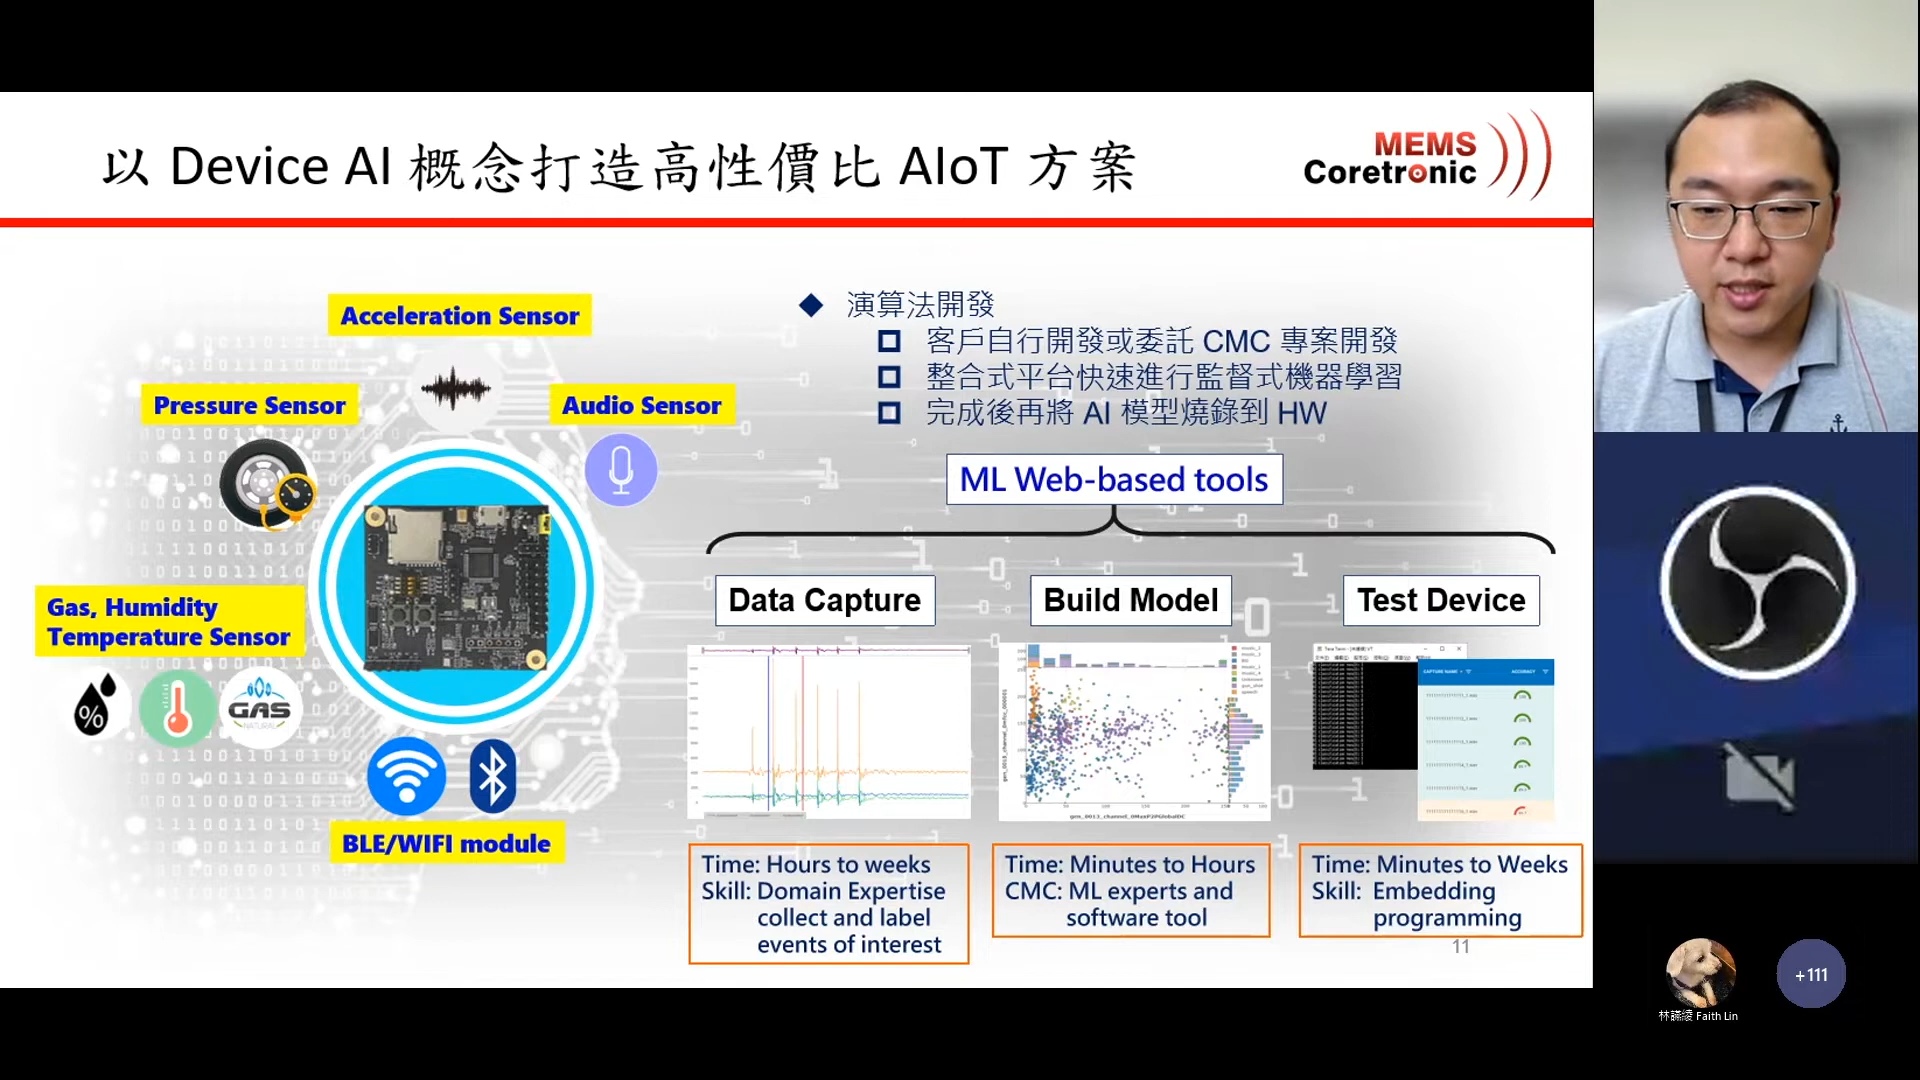 以 Device AI 概念打造高性價比 AIoT 方案
MEMS
Coretronic
Acceleration Sensor
Pressure Sensor
Audio Sensor
Gas, Humidity
Temperature Sensor
%
GAS
NATURAL
BLE/WIFI module
演算法開發
客戶自行開發或委託 CMC 專案開發
整合式平台快速進行監督式機器學習
完成後再將 AI 模型燒錄到 HW
ML Web-based tools
Data Capture
Build Model
Test Device
CAPTURE NAME
ACCURACY
Time: Hours to weeks
Skill: Domain Expertise
collect and label
events of interest
Time: Minutes to Hours
CMC: ML experts and
software tool
Time: Minutes to Weeks
Skill: Embedding
programming
11
+111
Faith Lin